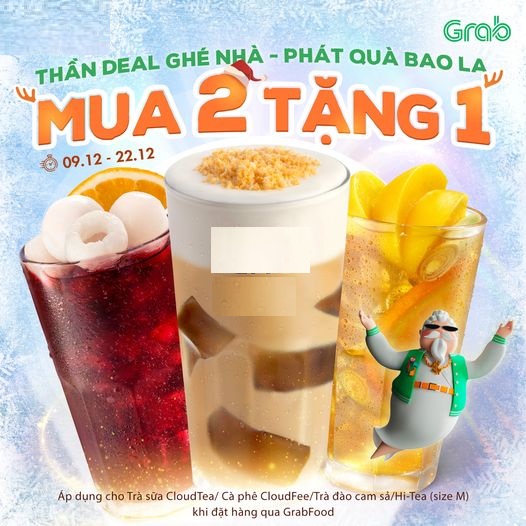 Grab
THẦN DEAL GHÉ NHÀ - PHÁT QUÀ BAO LA
MUA 2 TẶNG 1
09.12 - 22.12
Áp dụng cho Trà sữa CloudTea/ Cà phê CloudFee/Trà đào cam sả/Hi-Tea (size M)
khi đặt hàng qua GrabFood